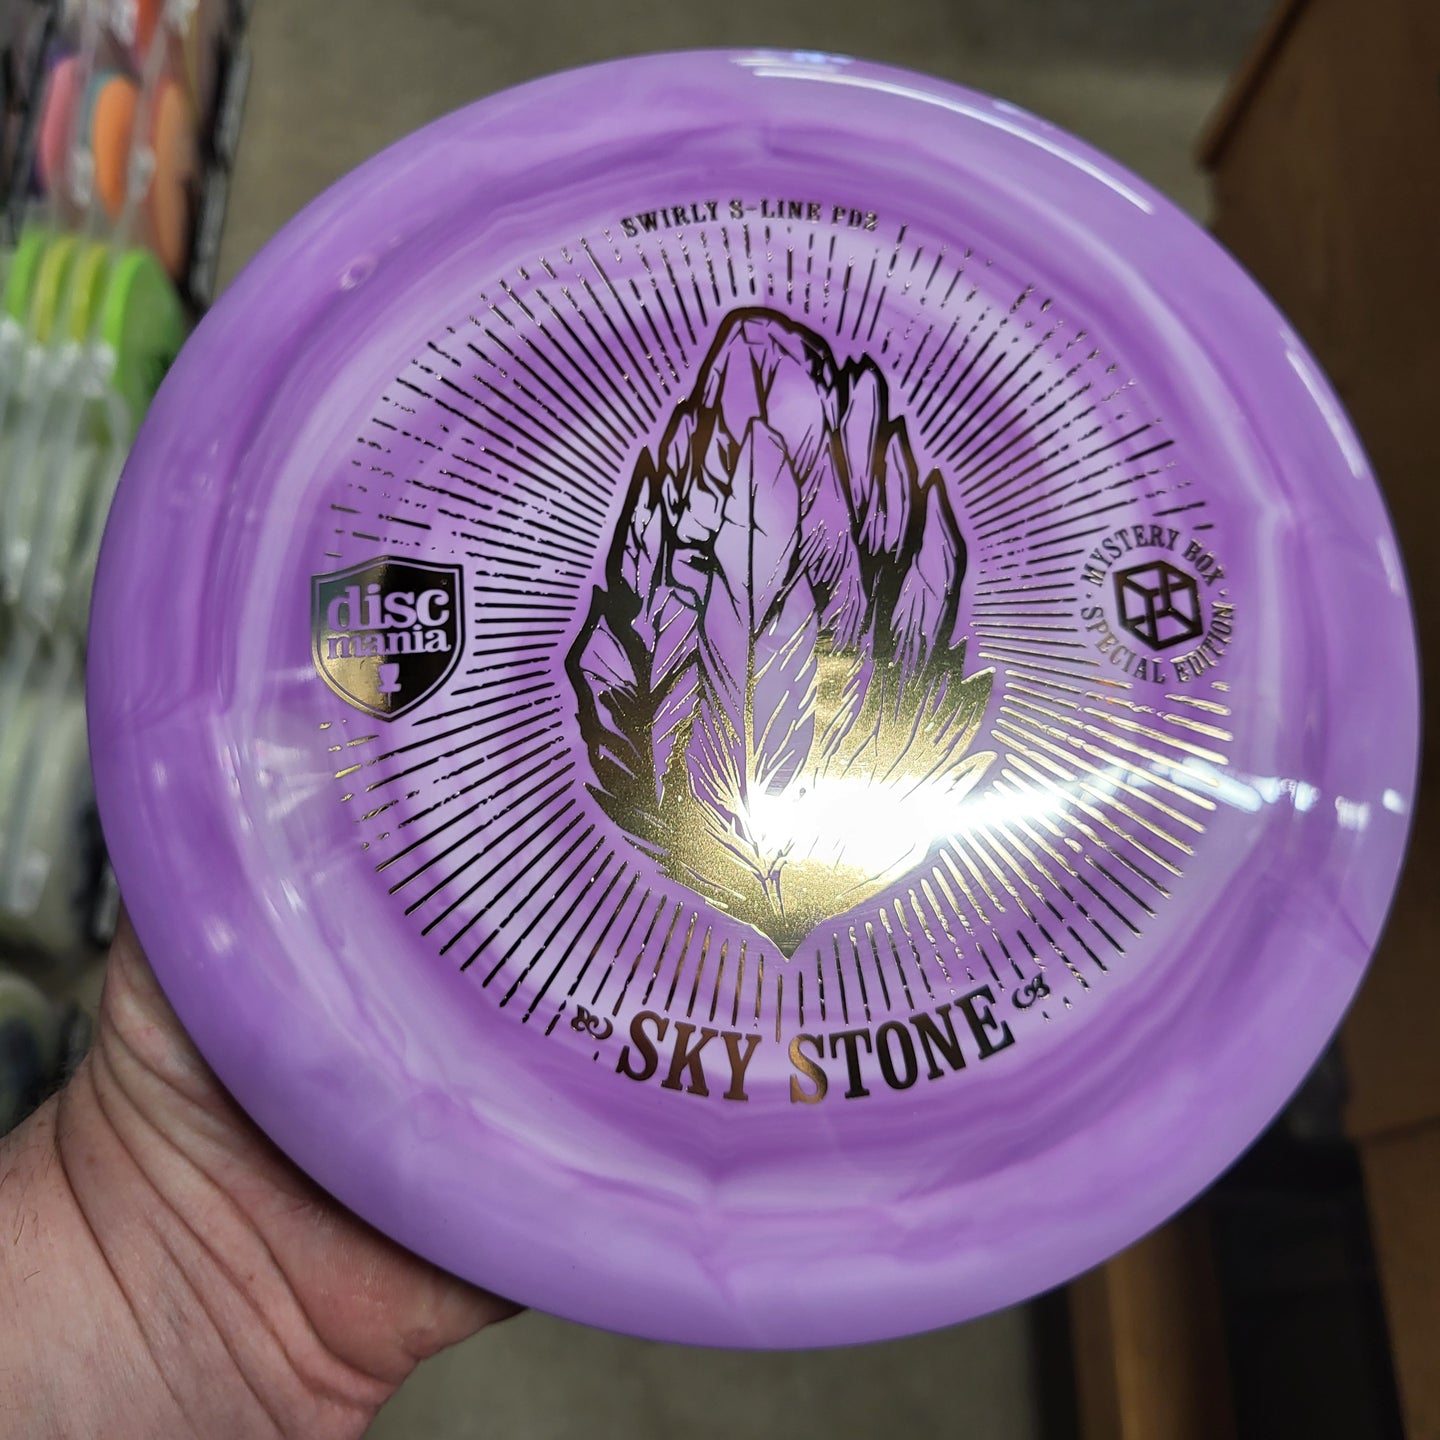 SWIRLY S-LINE PD2
disc
mania
· MYSTERY BOX ·
SPECIAL EDITION
SKY STONE